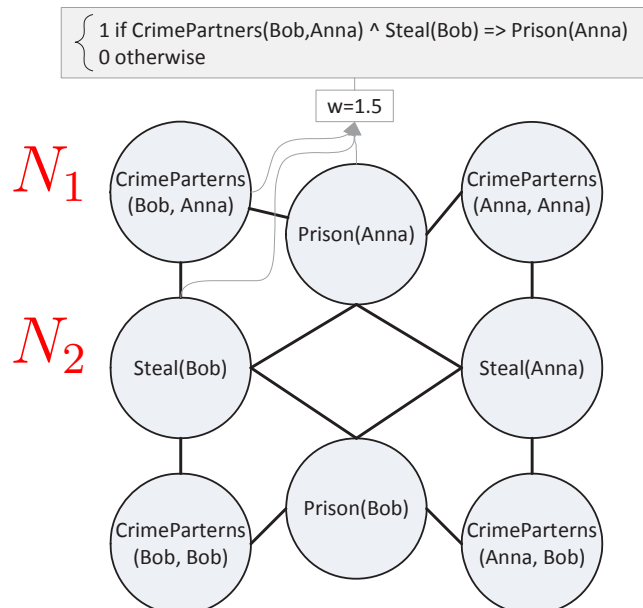 1 if CrimePartners(Bob,Anna) ^ Steal(Bob) => Prison(Anna)
0 otherwise
w=1.5
N1
CrimeParterns
(Bob, Anna)
Prison(Anna)
CrimeParterns
(Anna, Anna)
N2
Steal(Bob)
Steal(Anna)
CrimeParterns
(Bob, Bob)
Prison(Bob)
CrimeParterns
(Anna, Bob)